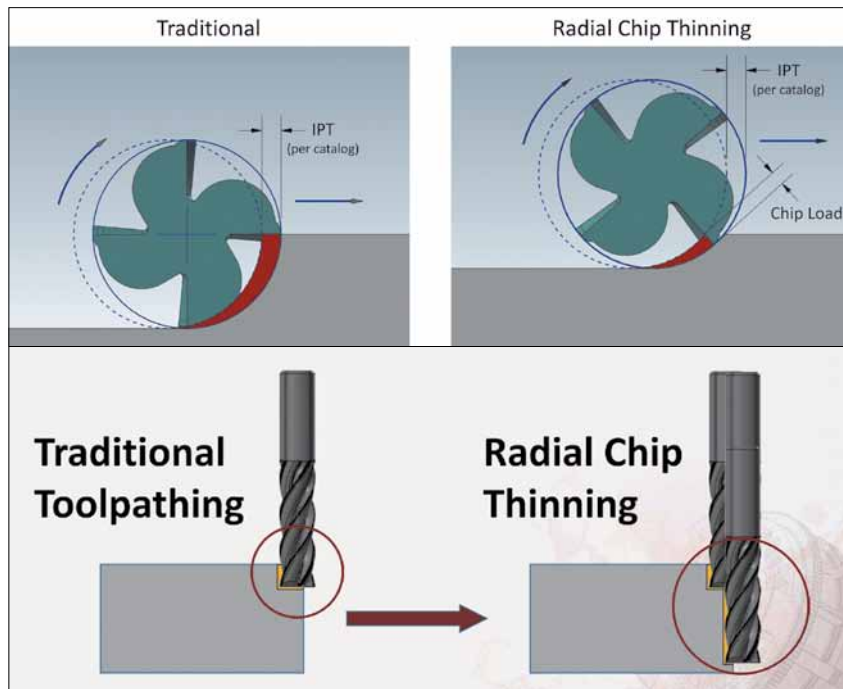 Traditional
Radial Chip Thinning
IPT
(per catalog)
IPT
(per catalog)
Chip Load
Traditional
Toolpathing
Radial Chip
Thinning